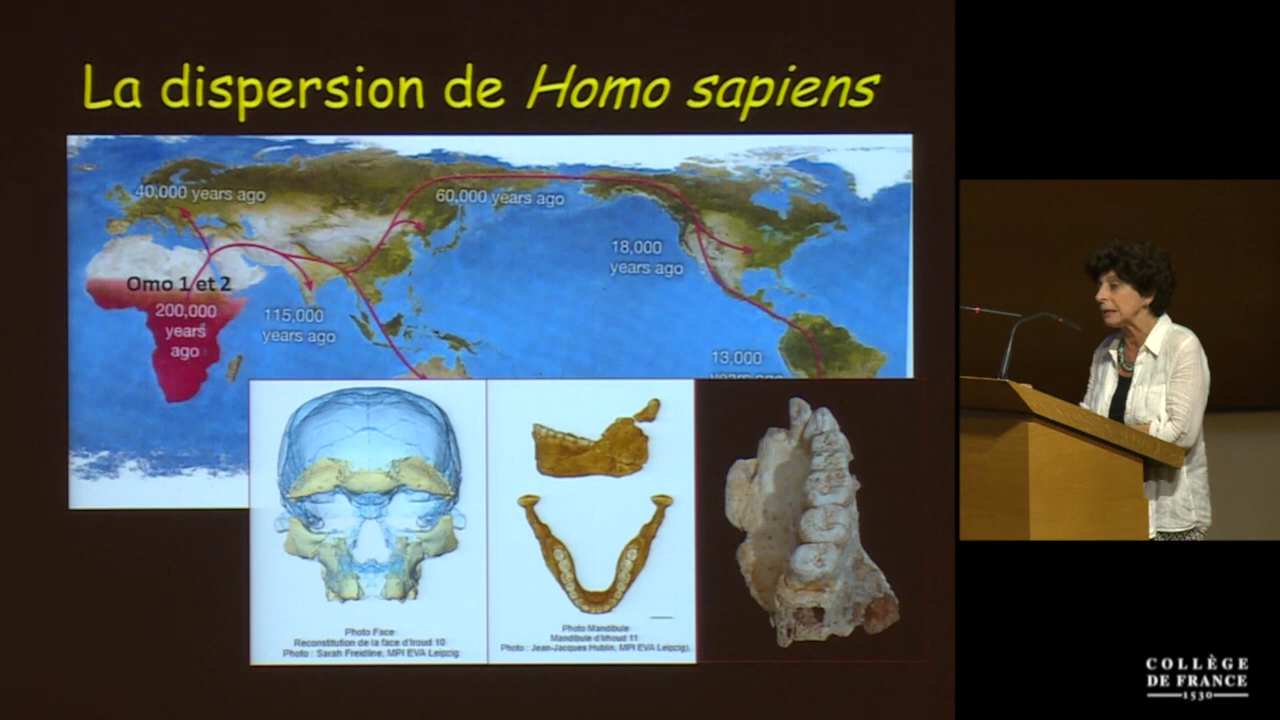 La dispersion de Homo sapiens
40,000 years ago
60,000 years ago
18,000
years ago
Omo 1 et 2
200,000
years
ago
115,000
years ago
13,000
years ago
Photo Face
Reconstitution de la face d'Iroud 10
Photo : Sarah Freidline, MPI EVA Leipzig
Photo Mandibule
Mandibule d'Irhoud 11
Photo : Jean-Jacques Hublin, MPI EVA Leipzig).
COLLÈGE
DE FRANCE
1530